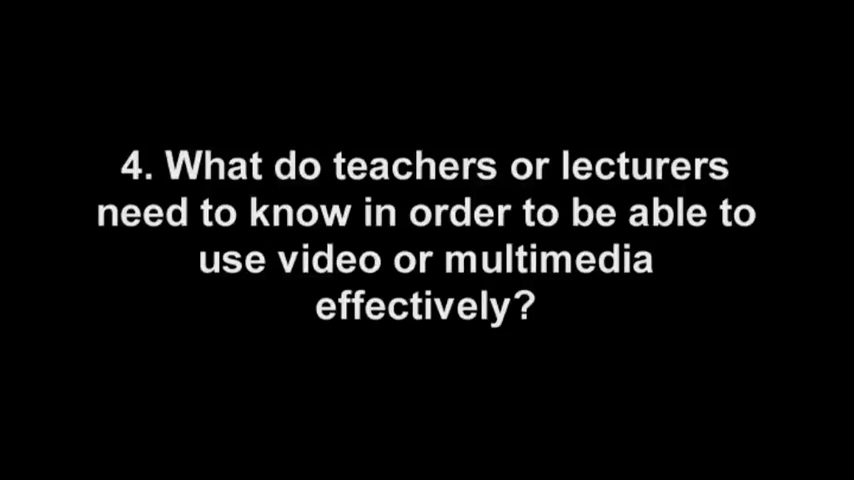 4. What do teachers or lecturers
need to know in order to be able to
use video or multimedia
effectively?